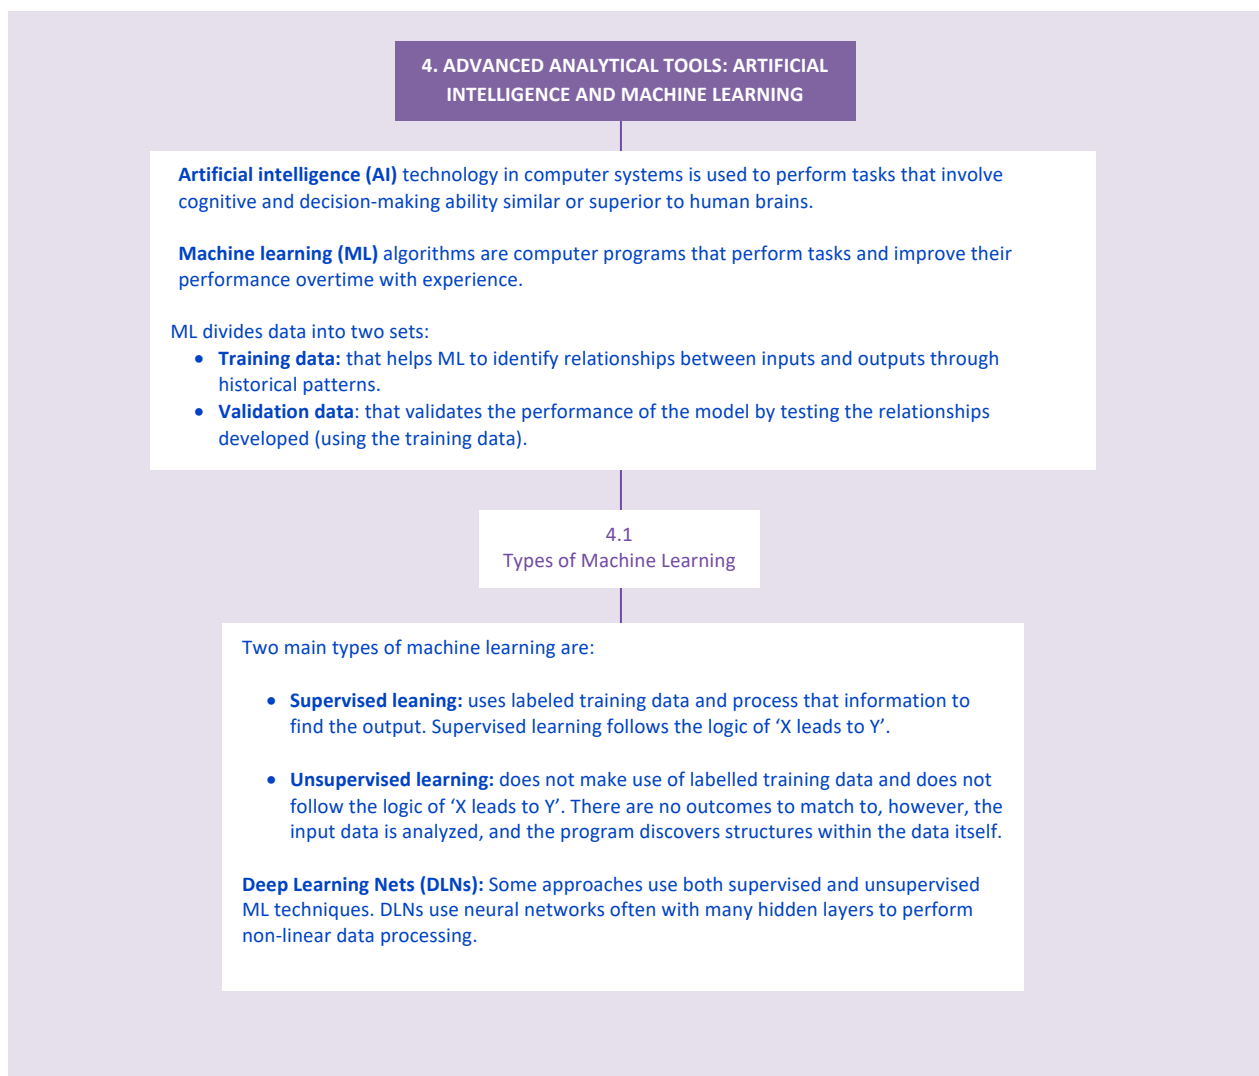 4. ADVANCED ANALYTICAL TOOLS: ARTIFICIAL
INTELLIGENCE AND MACHINE LEARNING
Artificial intelligence (AI) technology in computer systems is used to perform tasks that involve
cognitive and decision-making ability similar or superior to human brains.
Machine learning (ML) algorithms are computer programs that perform tasks and improve their
performance overtime with experience.
ML divides data into two sets:
• Training data: that helps ML to identify relationships between inputs and outputs through
historical patterns.
• Validation data: that validates the performance of the model by testing the relationships
developed (using the training data).
4.1
Types of Machine Learning
Two main types of machine learning are:
• Supervised leaning: uses labeled training data and process that information to
find the output. Supervised learning follows the logic of ‘X leads to Y’.
• Unsupervised learning: does not make use of labelled training data and does not
follow the logic of ‘X leads to Y’. There are no outcomes to match to, however, the
input data is analyzed, and the program discovers structures within the data itself.
Deep Learning Nets (DLNs): Some approaches use both supervised and unsupervised
ML techniques. DLNs use neural networks often with many hidden layers to perform
non-linear data processing.